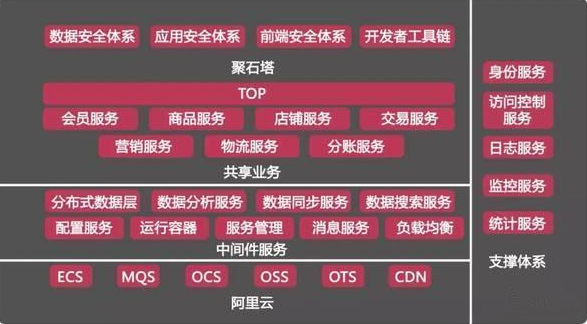 数据安全体系 应用安全体系 前端安全体系 开发者工具链
聚石塔
TOP
会员服务 商品服务 店铺服务 交易服务
营销服务 物流服务 分账服务
共享业务
分布式数据层 数据分析服务 数据同步服务 数据搜索服务
配置服务 运行容器 服务管理 消息服务 负载均衡
中间件服务
ECS MQS OCS OSS OTS CDN
阿里云
身份服务
访问控制
服务
日志服务
监控服务
统计服务
支撑体系